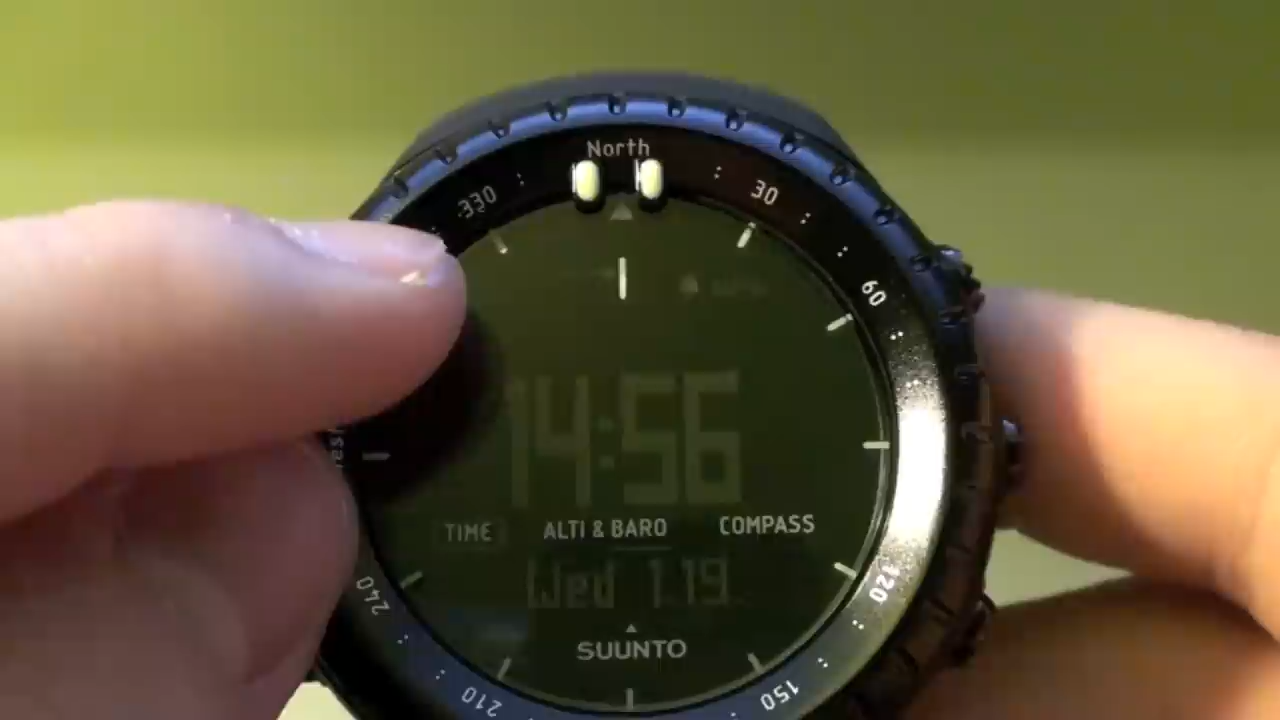 North
330
30
60
14:56
TIME
ALTI & BARO
COMPASS
Wed 1.19
240
120
SUUNTO
210
150